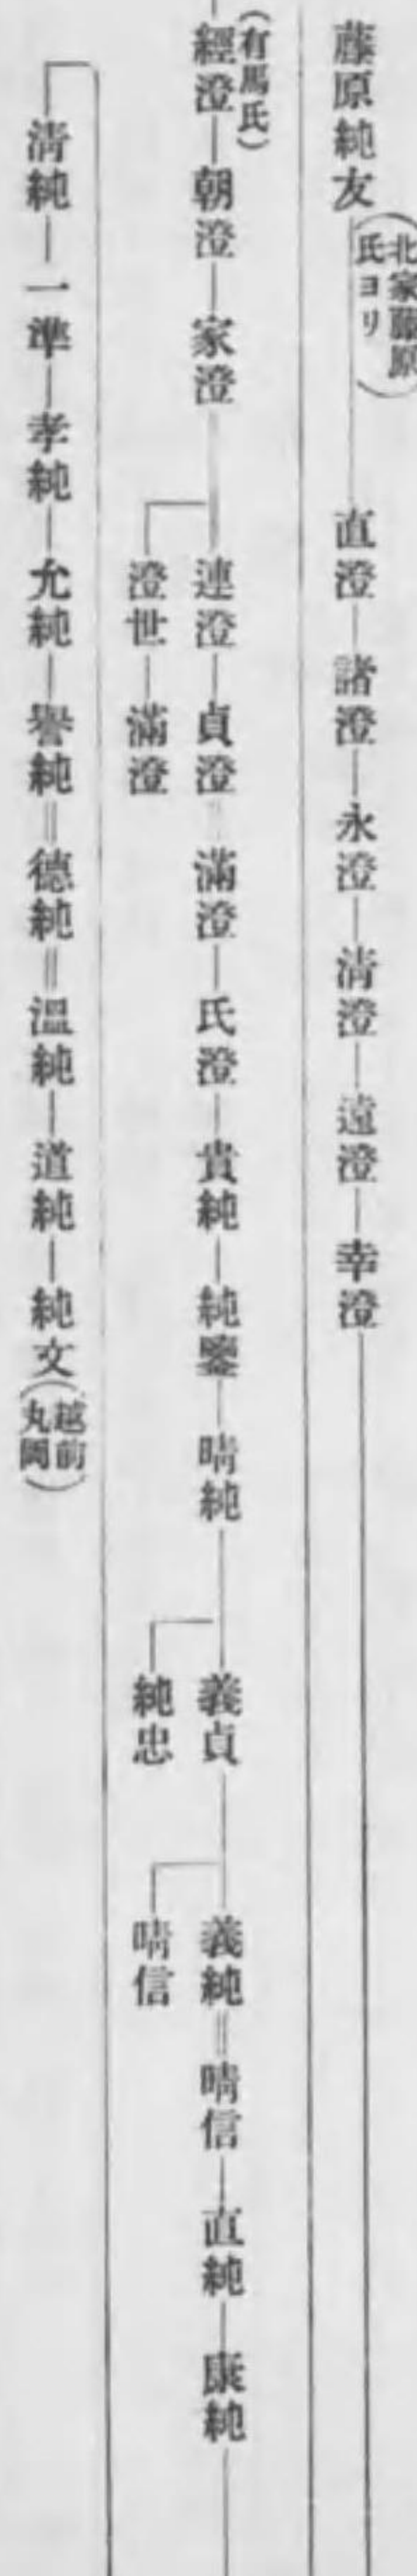 藤原純友(北家藤原氏ヨリ)直澄―諸澄―永澄―清澄―遠澄―幸澄
(有馬氏)
經澄―朝澄―家澄―連澄―貞澄＝滿澄―氏澄―貴純―純鑒―晴純―義貞―義純＝晴信―直純―康純
澄世―滿澄
純忠
晴信
清純―一準―孝純―允純―譽純＝德純＝溫純―道純―純文(越前丸岡)